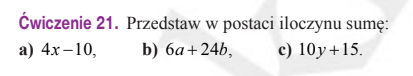 Ćwiczenie 21. Przedstaw w postaci iloczynu sumę:
a) 4x–10, b) 6a+24b, c) 10y+15.